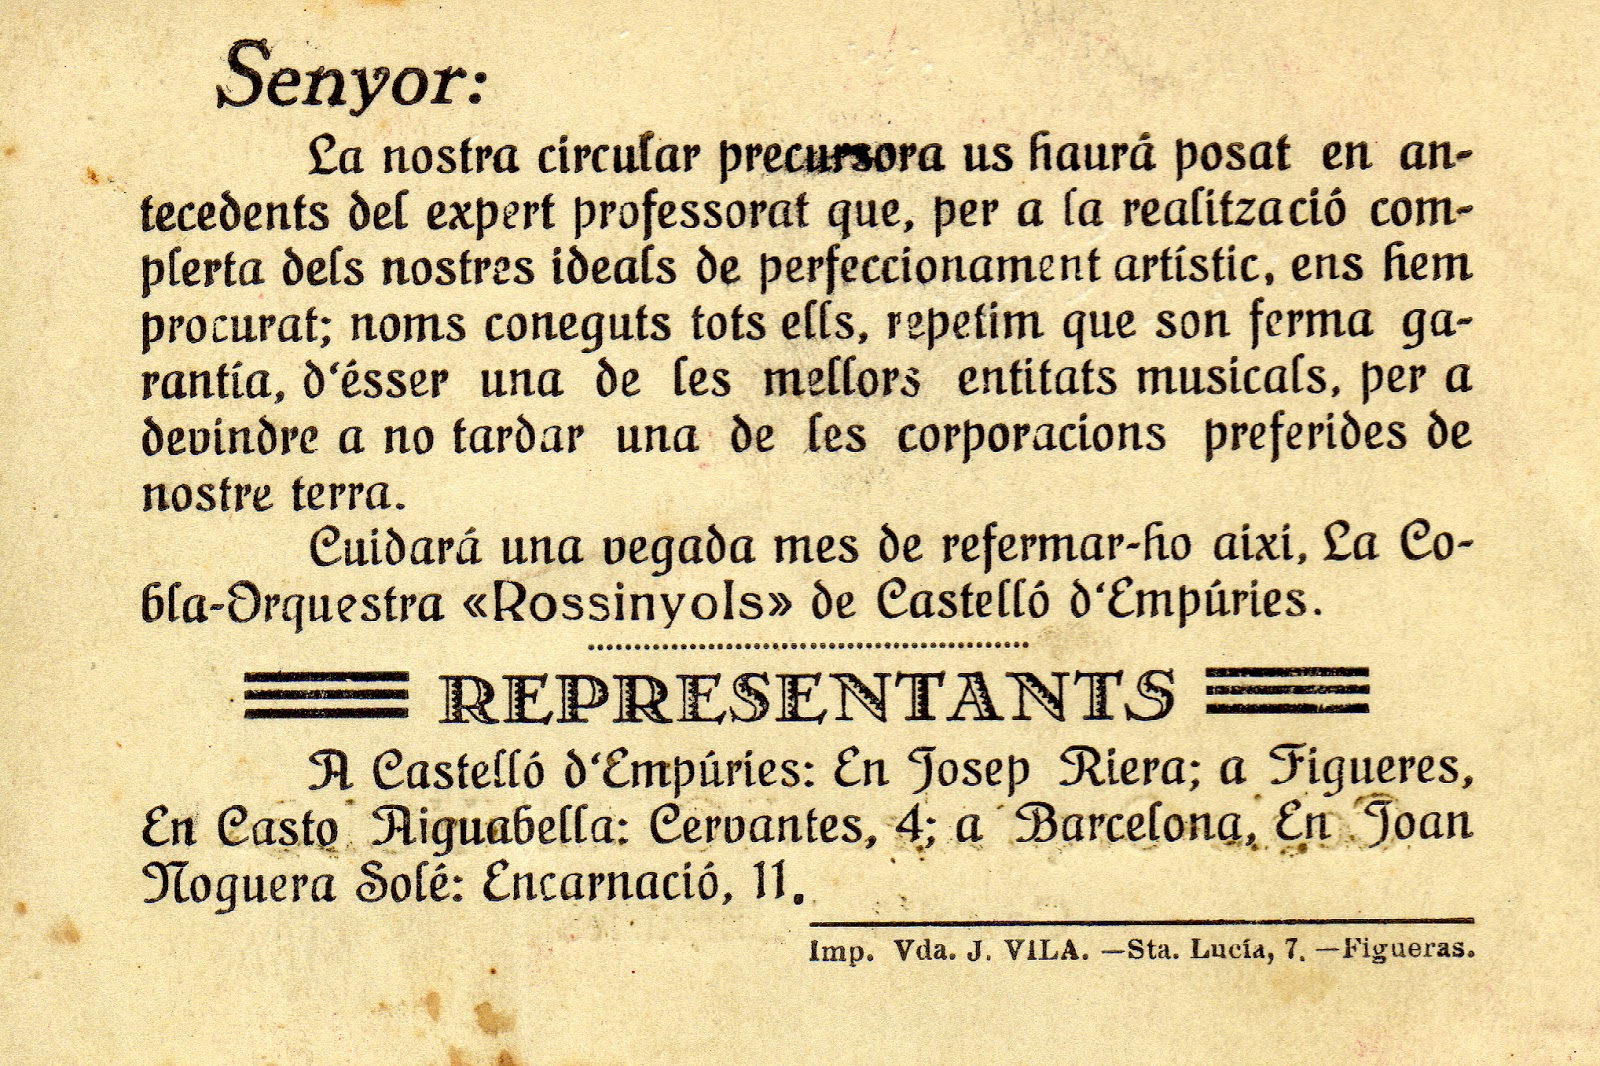 Senyor:
La nostra circular precursora us haurá posat en an-
tecedents del expert professorat que, per a la realització com-
plerta dels nostres ideals de perfeccionament artístic, ens hem
procurat; noms coneguts tots ells, repetim que son ferma ga-
rantía, d'ésser una de les mellors entitats musicals, per a
devindre a no tardar una de les corporacions preferides de
nostre terra.
Cuidará una vegada mes de refermar-ho aixi, La Co-
bla-Orquestra «Rossinyols» de Castelló d'Empúries.
REPRESENTANTS
A Castelló d'Empúries: En Josep Riera; a Figueres,
En Casto Aiguabella: Cervantes, 4; a Barcelona, En Joan
Noguera Solé: Encarnació, 11.
Imp. Vda. J. VILA. —Sta. Lucía, 7. —Figueras.